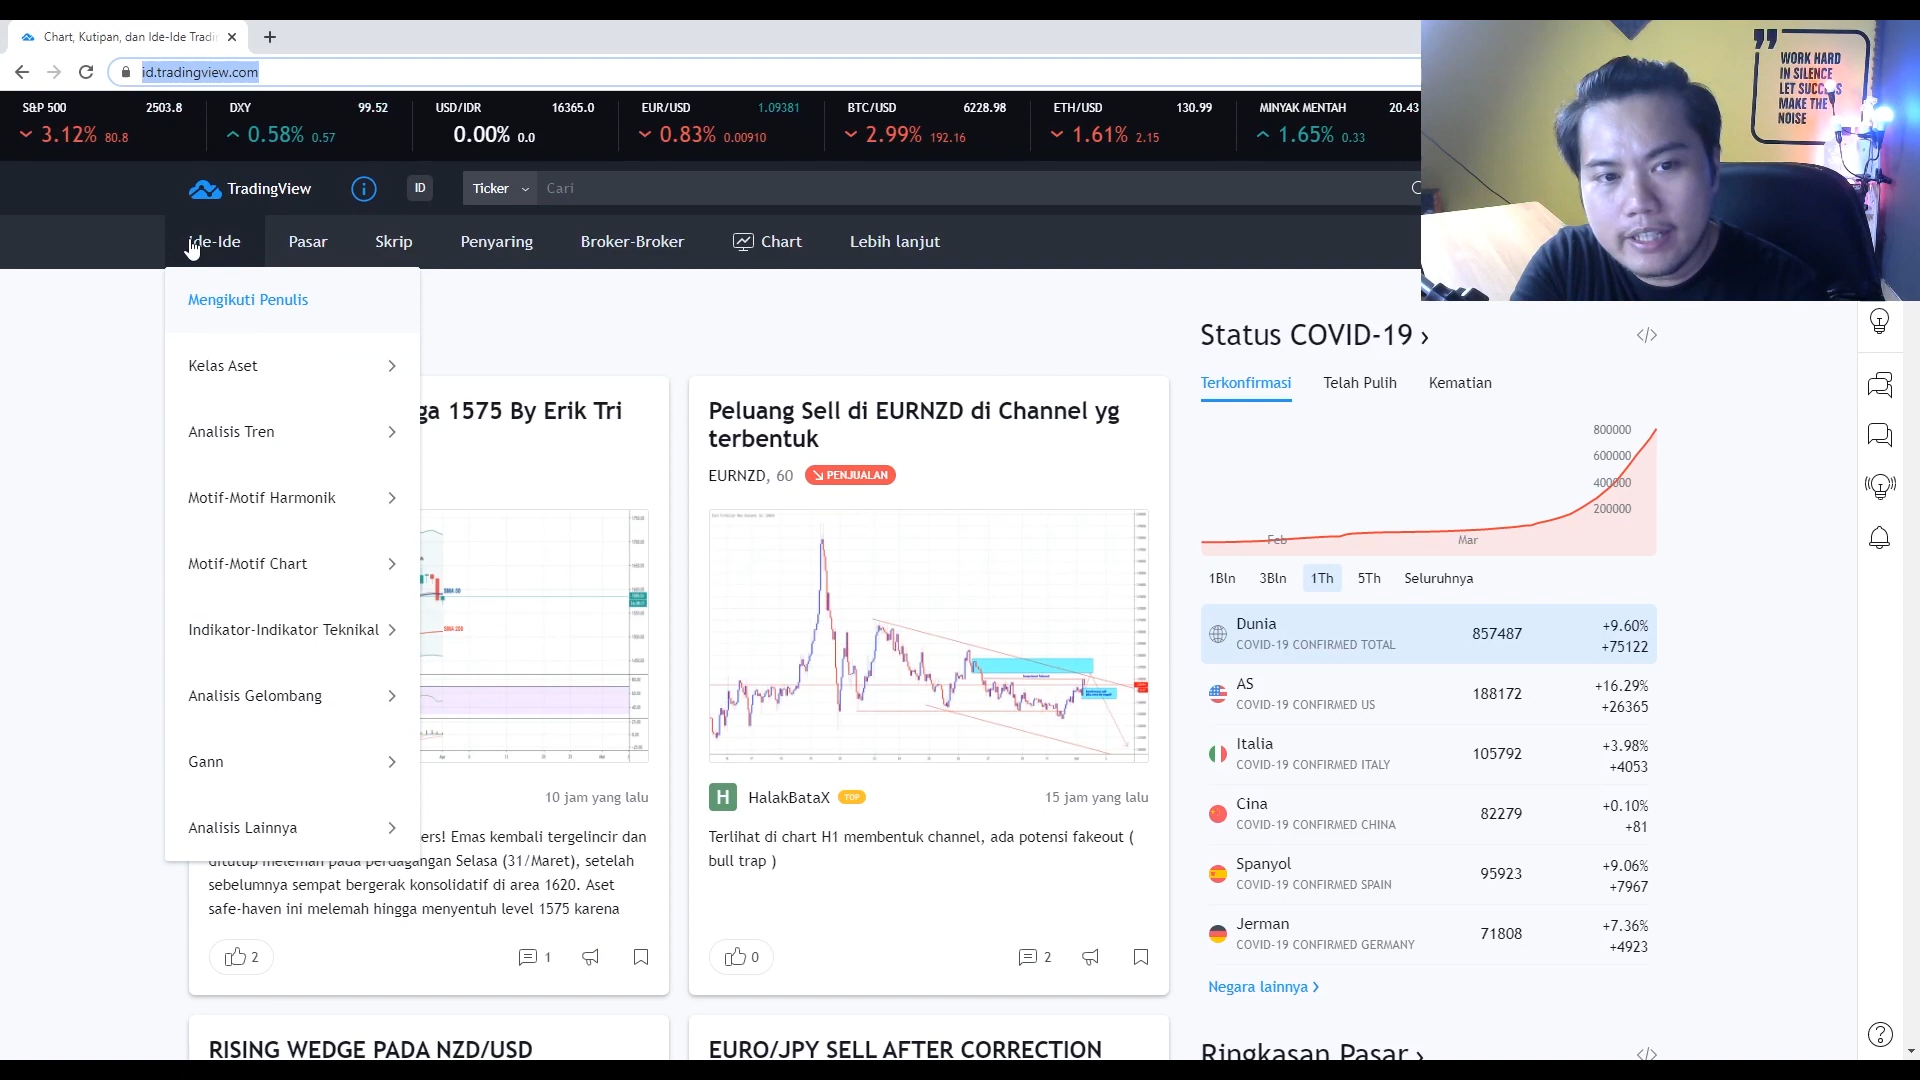 Chart, Kutipan, dan Ide-Ide Tradi
id.tradingview.com
S&P 500 2503.8
3.12% 80.8
DXY 99.52
0.58% 0.57
USD/IDR 16365.0
0.00% 0.0
EUR/USD 1.09381
0.83% 0.00910
BTC/USD 6228.98
2.99% 192.16
ETH/USD 130.99
1.61% 2.15
MINYAK MENTAH 20.43
1.65% 0.33
WORK HARD
IN SILENCE
LET SUCCESS
MAKE THE
NOISE
TradingView
ID
Ticker
Cari
Ide-Ide
Pasar
Skrip
Penyaring
Broker-Broker
Chart
Lebih lanjut
Mengikuti Penulis
Kelas Aset
Analisis Tren
Motif-Motif Harmonik
Motif-Motif Chart
Indikator-Indikator Teknikal
Analisis Gelombang
Gann
Analisis Lainnya
ga 1575 By Erik Tri
SMA 50
SMA 200
10 jam yang lalu
ers! Emas kembali tergelincir dan
ditutup melemah pada perdagangan Selasa (31/Maret), setelah
sebelumnya sempat bergerak konsolidatif di area 1620. Aset
safe-haven ini melemah hingga menyentuh level 1575 karena
2
1
Peluang Sell di EURNZD di Channel yg
terbentuk
EURNZD, 60 PENJUALAN
H HalakBataX TOP
15 jam yang lalu
Terlihat di chart H1 membentuk channel, ada potensi fakeout (
bull trap )
0
2
RISING WEDGE PADA NZD/USD
EURO/JPY SELL AFTER CORRECTION
Status COVID-19
Terkonfirmasi
Telah Pulih
Kematian
800000
600000
400000
200000
Feb
Mar
1Bln
3Bln
1Th
5Th
Seluruhnya
Dunia
COVID-19 CONFIRMED TOTAL
857487
+9.60%
+75122
AS
COVID-19 CONFIRMED US
188172
+16.29%
+26365
Italia
COVID-19 CONFIRMED ITALY
105792
+3.98%
+4053
Cina
COVID-19 CONFIRMED CHINA
82279
+0.10%
+81
Spanyol
COVID-19 CONFIRMED SPAIN
95923
+9.06%
+7967
Jerman
COVID-19 CONFIRMED GERMANY
71808
+7.36%
+4923
Negara lainnya
Ringkasan Pasar